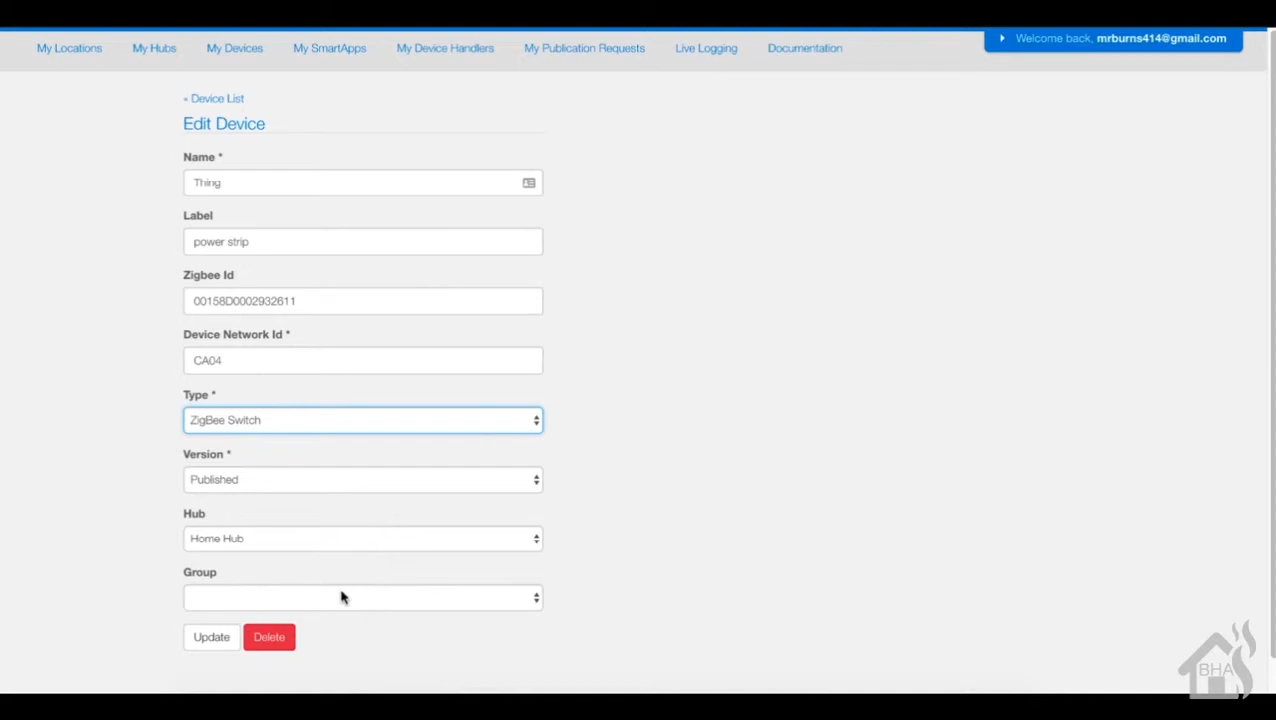 My Locations My Hubs My Devices My SmartApps My Device Handlers My Publication Requests Live Logging Documentation Welcome back, mrburns414@gmail.com
« Device List
Edit Device
Name *
Thing
Label
power strip
Zigbee Id
00158D0002932611
Device Network Id *
CA04
Type *
ZigBee Switch
Version *
Published
Hub
Home Hub
Group
Update Delete
BHA